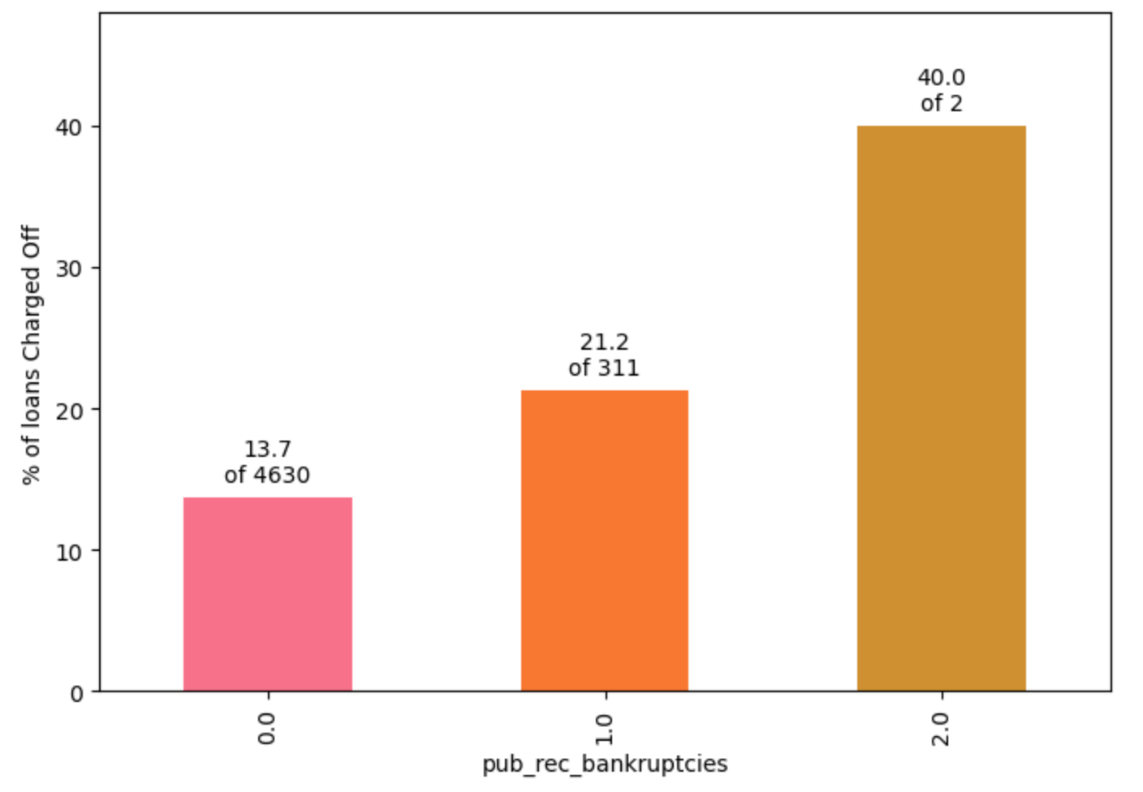 40.0
of 2
40
30
21.2
of 311
20
13.7
of 4630
10
0
% of loans Charged Off
0.0
1.0
2.0
pub_rec_bankruptcies